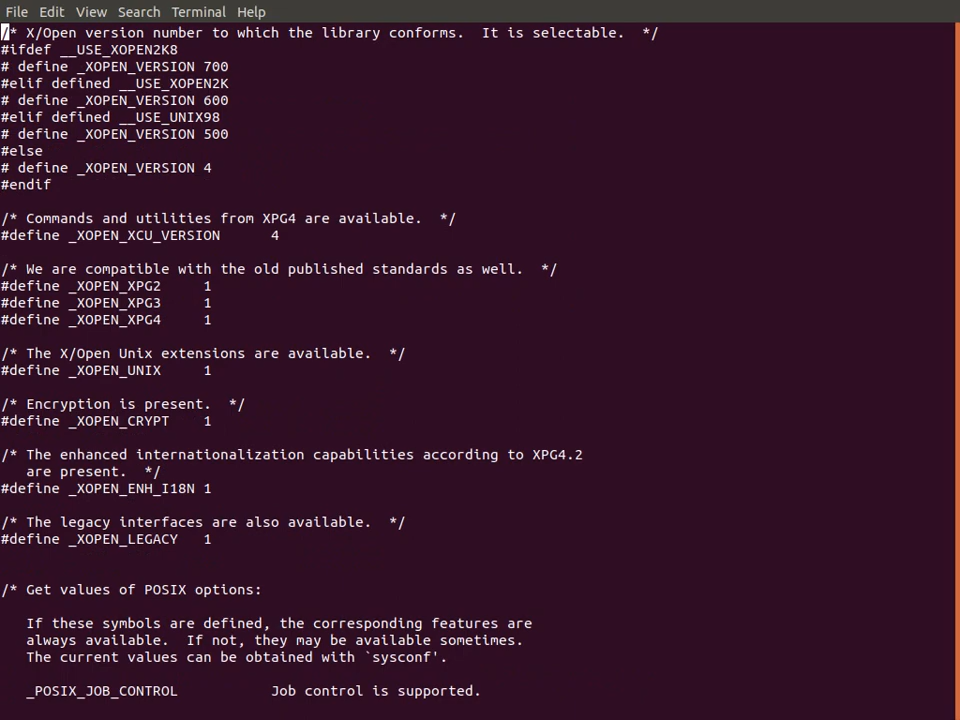 File Edit View Search Terminal Help
/* X/Open version number to which the library conforms.  It is selectable.  */
#ifdef __USE_XOPEN2K8
# define _XOPEN_VERSION 700
#elif defined __USE_XOPEN2K
# define _XOPEN_VERSION 600
#elif defined __USE_UNIX98
# define _XOPEN_VERSION 500
#else
# define _XOPEN_VERSION 4
#endif
/* Commands and utilities from XPG4 are available.  */
#define _XOPEN_XCU_VERSION      4
/* We are compatible with the old published standards as well.  */
#define _XOPEN_XPG2     1
#define _XOPEN_XPG3     1
#define _XOPEN_XPG4     1
/* The X/Open Unix extensions are available.  */
#define _XOPEN_UNIX     1
/* Encryption is present.  */
#define _XOPEN_CRYPT    1
/* The enhanced internationalization capabilities according to XPG4.2
   are present.  */
#define _XOPEN_ENH_I18N 1
/* The legacy interfaces are also available.  */
#define _XOPEN_LEGACY   1
/* Get values of POSIX options:
   If these symbols are defined, the corresponding features are
   always available.  If not, they may be available sometimes.
   The current values can be obtained with `sysconf'.
   _POSIX_JOB_CONTROL           Job control is supported.